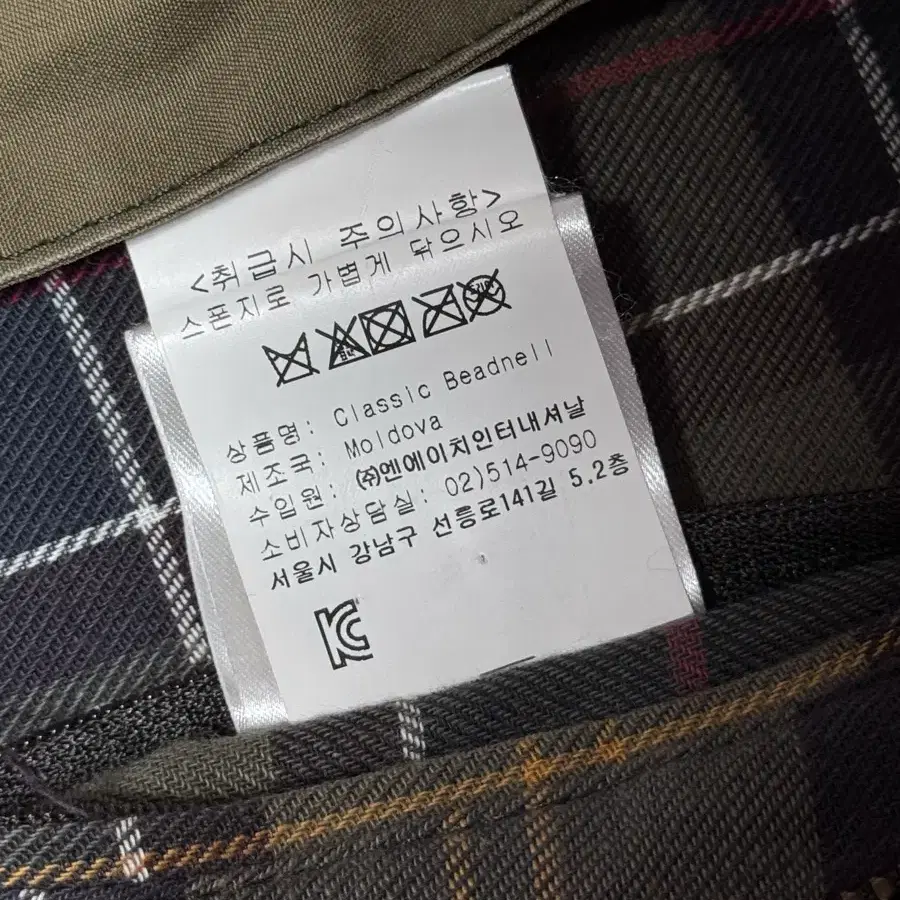 <취급시 주의사항>
스폰지로 가볍게 닦으시오
상품명: Classic Beadnell
제조국: Moldova
수입원: ㈜엔에이치인터내셔날
소비자상담실: 02)514-9090
서울시 강남구 선릉로141길 5.2층
KC